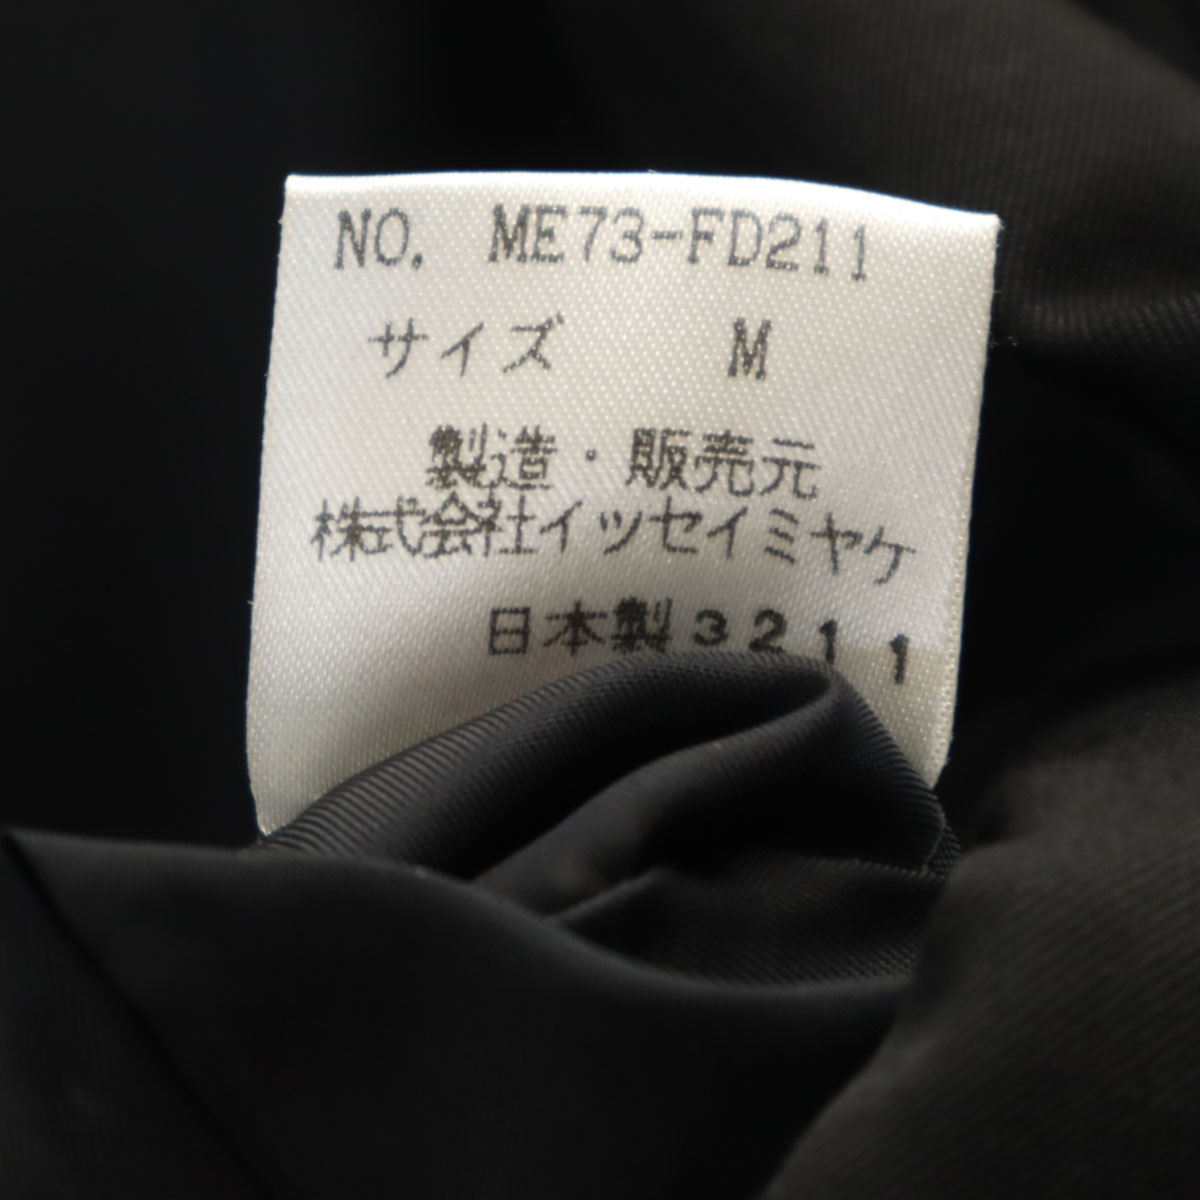 NO. ME73-FD211
サイズ M
製造・販売元
株式会社イッセイミヤケ
日本製3211